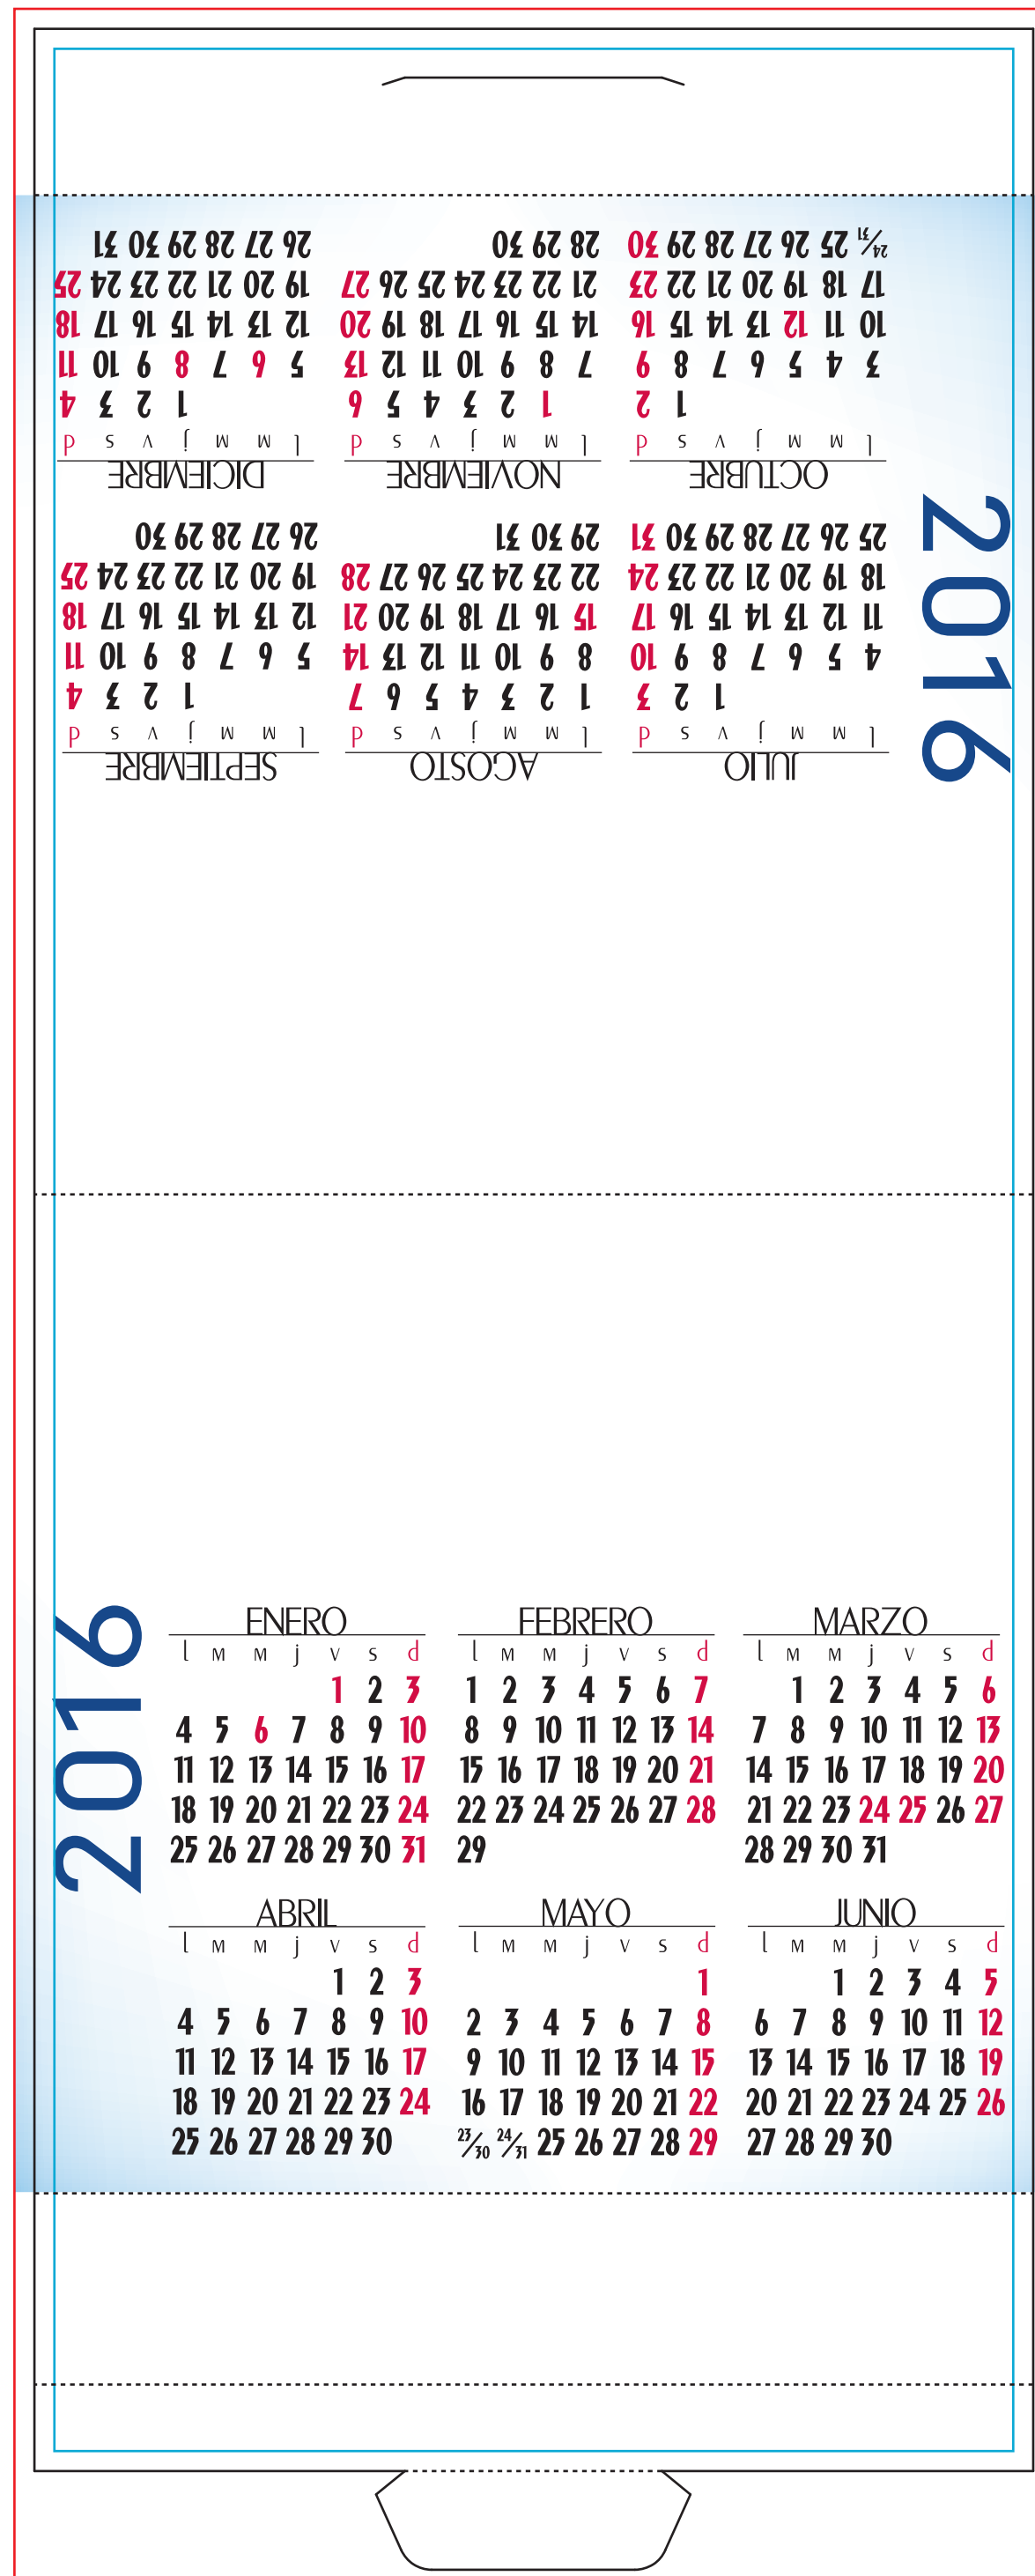 2016
ENERO
l M M j v s d
1 2 3
4 5 6 7 8 9 10
11 12 13 14 15 16 17
18 19 20 21 22 23 24
25 26 27 28 29 30 31
FEBRERO
l M M j v s d
1 2 3 4 5 6 7
8 9 10 11 12 13 14
15 16 17 18 19 20 21
22 23 24 25 26 27 28
29
MARZO
l M M j v s d
1 2 3 4 5 6
7 8 9 10 11 12 13
14 15 16 17 18 19 20
21 22 23 24 25 26 27
28 29 30 31
ABRIL
l M M j v s d
1 2 3
4 5 6 7 8 9 10
11 12 13 14 15 16 17
18 19 20 21 22 23 24
25 26 27 28 29 30
MAYO
l M M j v s d
1
2 3 4 5 6 7 8
9 10 11 12 13 14 15
16 17 18 19 20 21 22
23/30 24/31 25 26 27 28 29
JUNIO
l M M j v s d
1 2 3 4 5
6 7 8 9 10 11 12
13 14 15 16 17 18 19
20 21 22 23 24 25 26
27 28 29 30
2016
JULIO
l M M j v s d
1 2 3
4 5 6 7 8 9 10
11 12 13 14 15 16 17
18 19 20 21 22 23 24
25 26 27 28 29 30 31
AGOSTO
l M M j v s d
1 2 3 4 5 6 7
8 9 10 11 12 13 14
15 16 17 18 19 20 21
22 23 24 25 26 27 28
29 30 31
SEPTIEMBRE
l M M j v s d
1 2 3 4
5 6 7 8 9 10 11
12 13 14 15 16 17 18
19 20 21 22 23 24 25
26 27 28 29 30
OCTUBRE
l M M j v s d
1 2
3 4 5 6 7 8 9
10 11 12 13 14 15 16
17 18 19 20 21 22 23
24/31 25 26 27 28 29 30
NOVIEMBRE
l M M j v s d
1 2 3 4 5 6
7 8 9 10 11 12 13
14 15 16 17 18 19 20
21 22 23 24 25 26 27
28 29 30
DICIEMBRE
l M M j v s d
1 2 3 4
5 6 7 8 9 10 11
12 13 14 15 16 17 18
19 20 21 22 23 24 25
26 27 28 29 30 31